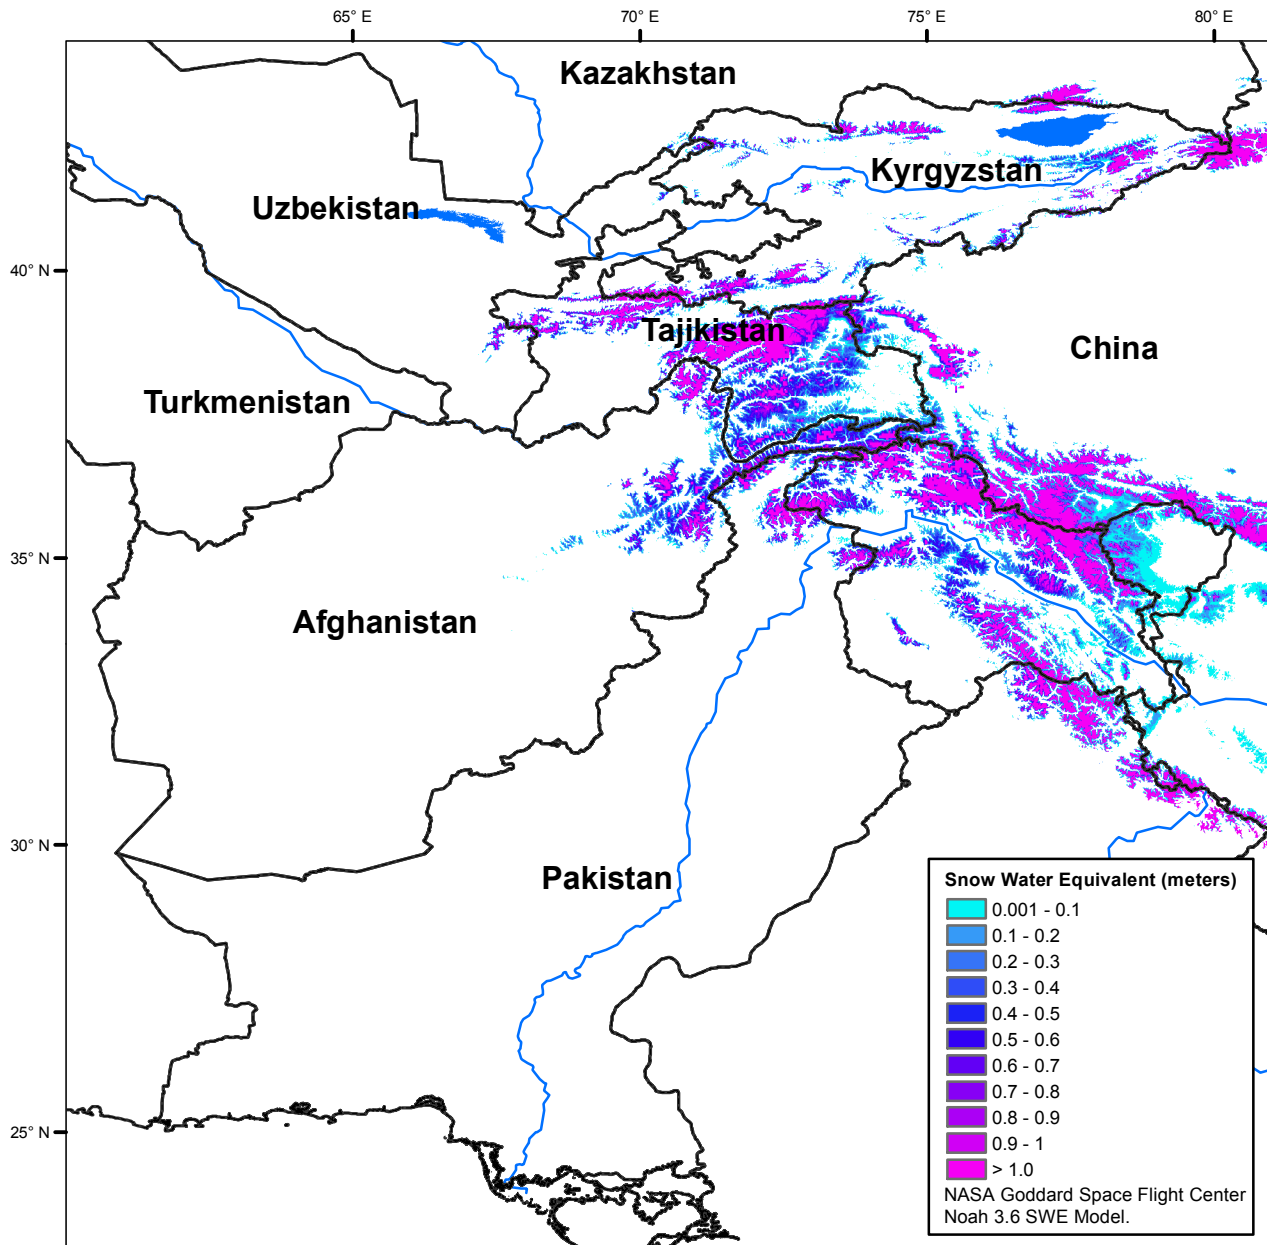 65° E
70° E
75° E
80° E
Kazakhstan
Kyrgyzstan
Uzbekistan
40° N
Tajikistan
China
Turkmenistan
35° N
Afghanistan
30° N
Pakistan
25° N
Snow Water Equivalent (meters)
0.001 - 0.1
0.1 - 0.2
0.2 - 0.3
0.3 - 0.4
0.4 - 0.5
0.5 - 0.6
0.6 - 0.7
0.7 - 0.8
0.8 - 0.9
0.9 - 1
> 1.0
NASA Goddard Space Flight Center
Noah 3.6 SWE Model.